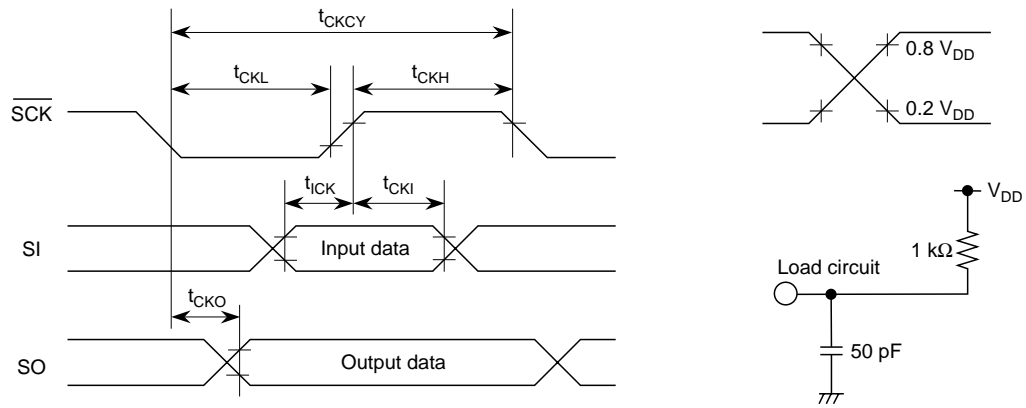 tCKCY
tCKL
tCKH
SCK
tICK
tCKI
SI
Input data
tCKO
SO
Output data
0.8 VDD
0.2 VDD
VDD
1 kΩ
Load circuit
50 pF